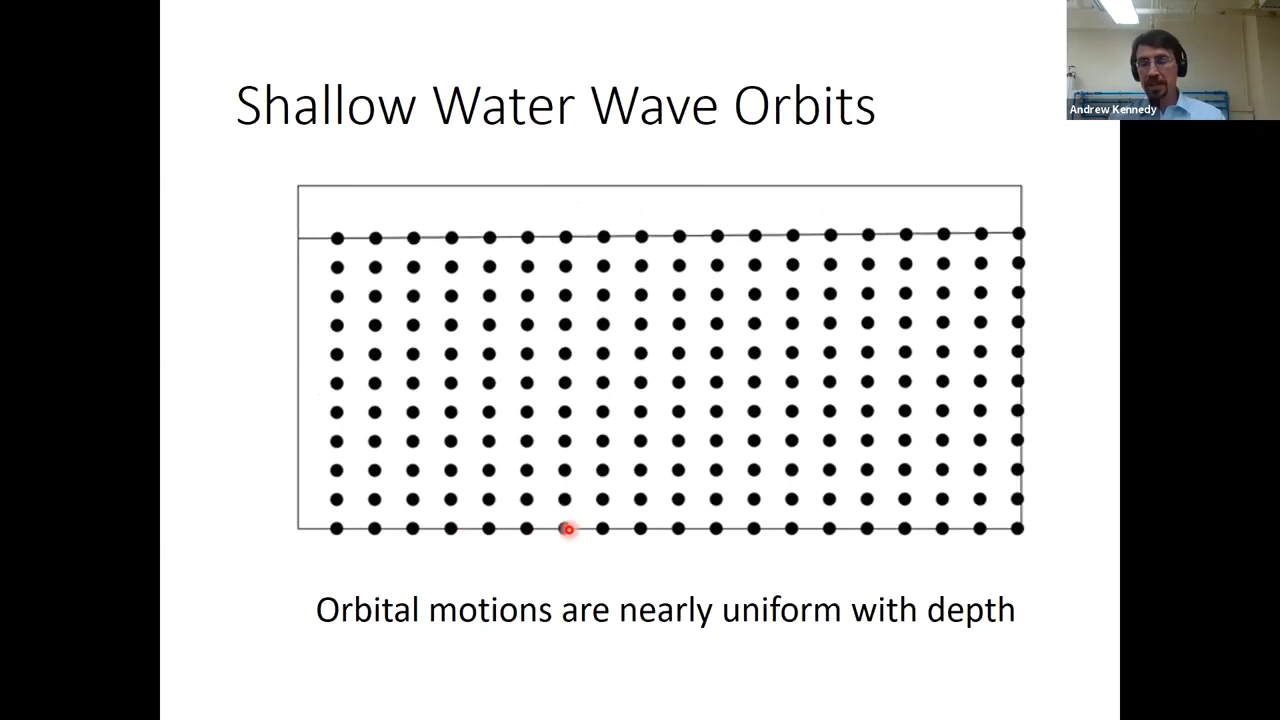 Shallow Water Wave Orbits
Andrew Kennedy
Orbital motions are nearly uniform with depth